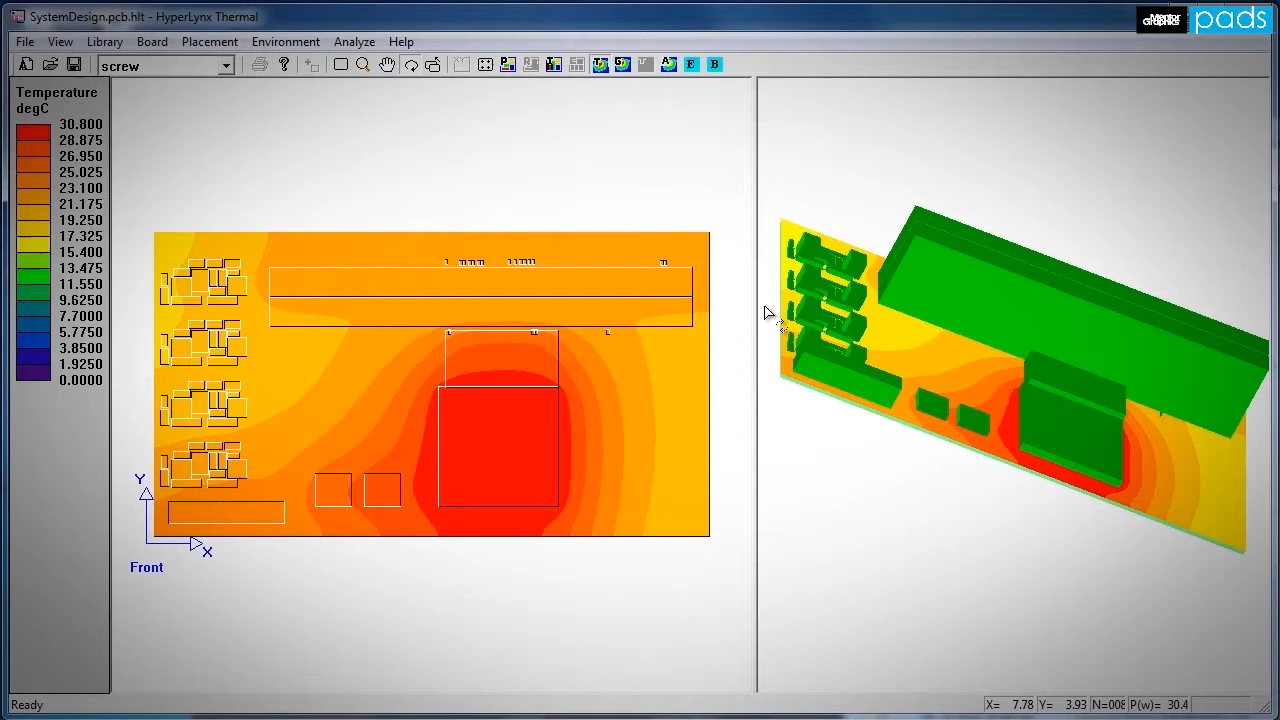 SystemDesign.pcb.hlt - HyperLynx Thermal
Mentor Graphics
pads
File View Library Board Placement Environment Analyze Help
screw
E B
Temperature
degC
30.800
28.875
26.950
25.025
23.100
21.175
19.250
17.325
15.400
13.475
11.550
9.6250
7.7000
5.7750
3.8500
1.9250
0.0000
Y
X
Front
Ready
X= 7.78 Y= 3.93 N=008 P(w)= 30.4